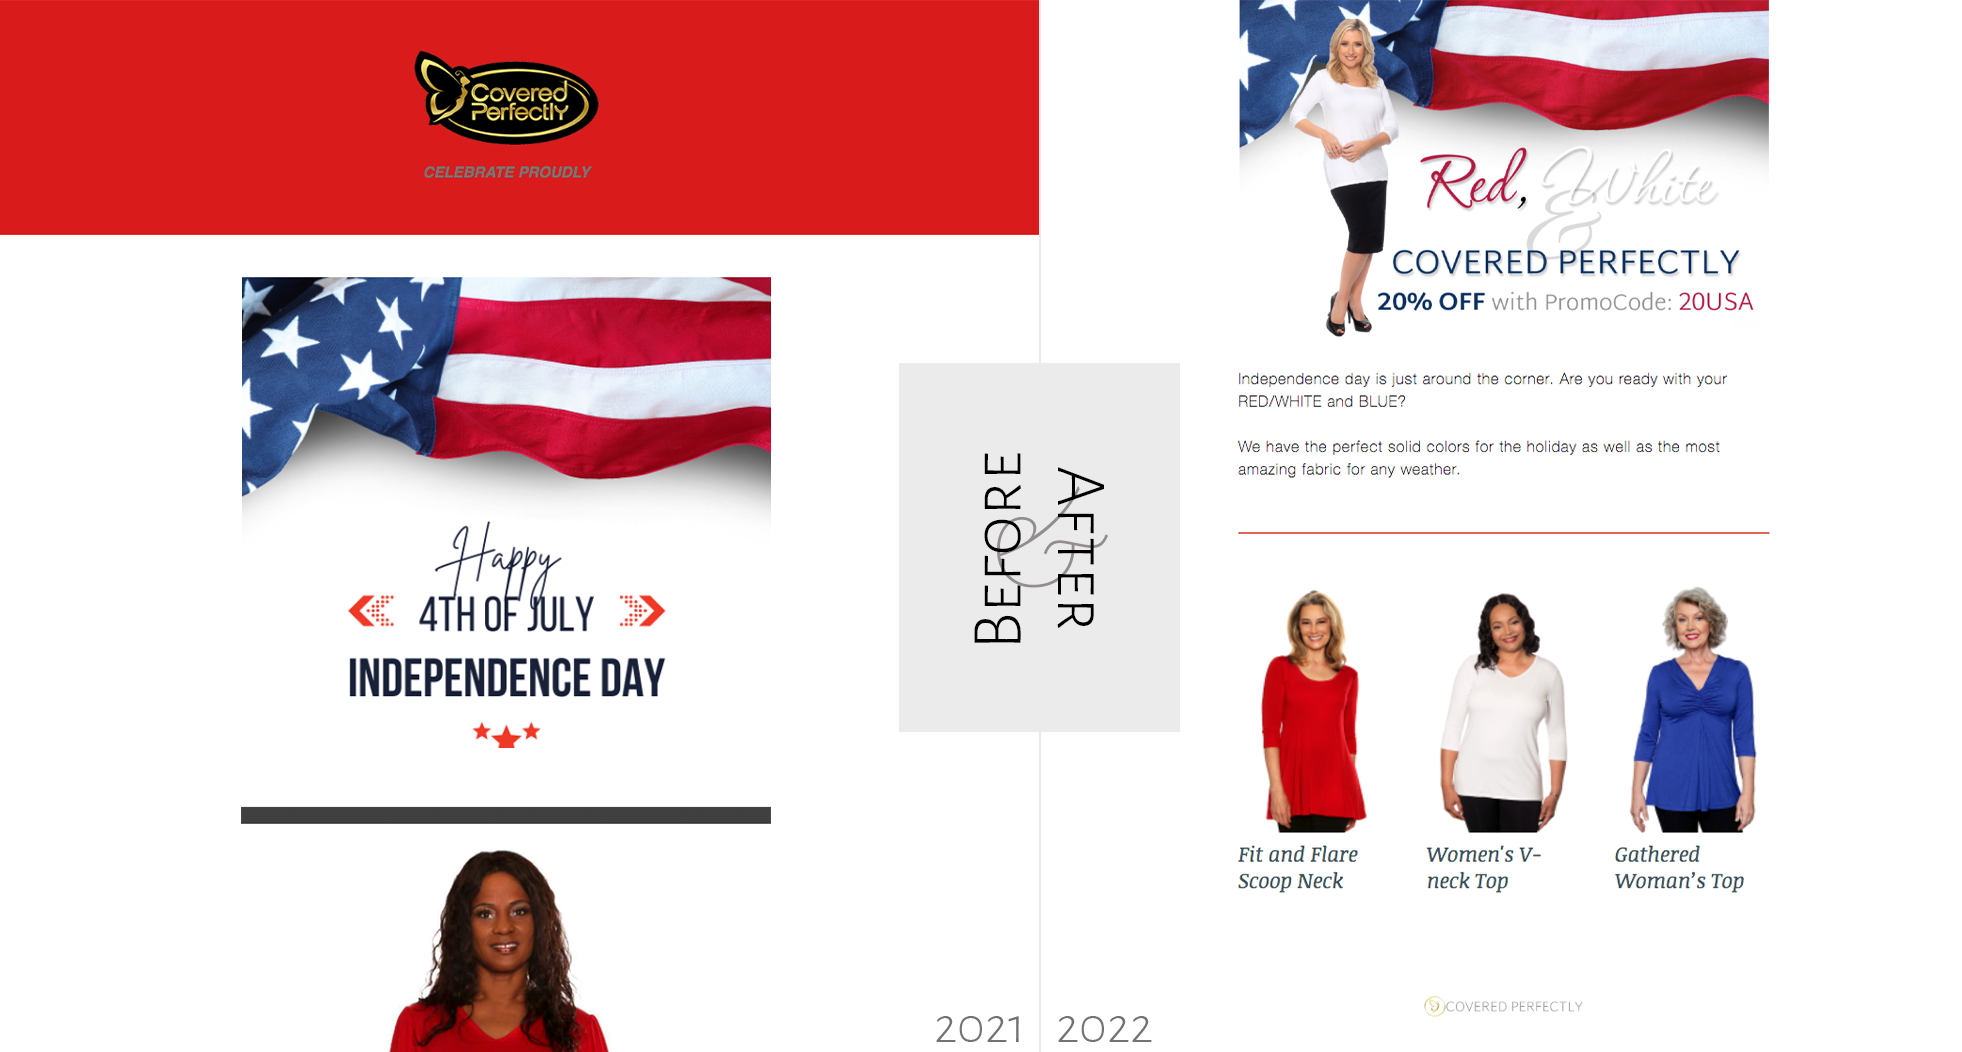 Covered
Perfectly
CELEBRATE PROUDLY
Happy
4TH OF JULY
INDEPENDENCE DAY
BEFORE
&
AFTER
2021
2022
Red, & White
COVERED PERFECTLY
20% OFF with PromoCode: 20USA
Independence day is just around the corner. Are you ready with your
RED/WHITE and BLUE?
We have the perfect solid colors for the holiday as well as the most
amazing fabric for any weather.
Fit and Flare
Scoop Neck
Women's V-
neck Top
Gathered
Woman’s Top
COVERED PERFECTLY